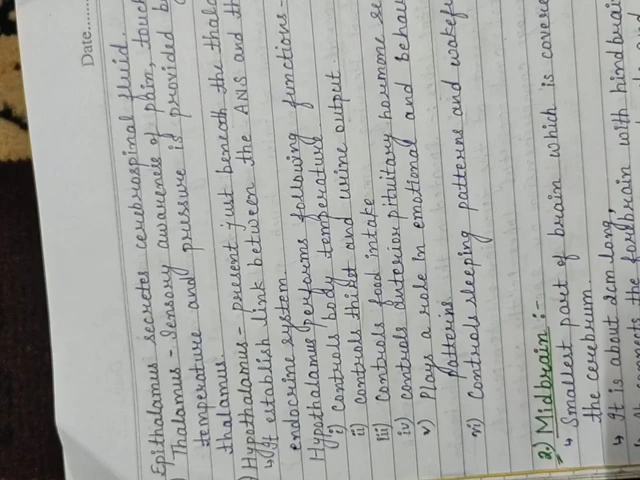 Date.......
Epithalamus secretes cerebrospinal fluid.
Thalamus - Sensory awareness of pain, touch
temperature and pressure is provided by
thalamus.
Hypothalamus - present just beneath the thala
↳ It establish link between the ANS and th
endocrine system.
Hypothalamus performs following functions -
i) Controls body temperature
ii) controls thirst and urine output.
iii) Controls food intake
iv) controls anterior pituitary hormone se
v) Plays a role in emotional and behav
patterns.
vi) Controls sleeping patterns and wakefu
2.) Midbrain :-
↳ Smallest part of brain which is covere
the cerebrum.
↳ It is about 2cm long,
connects the forebrain with hindbrain